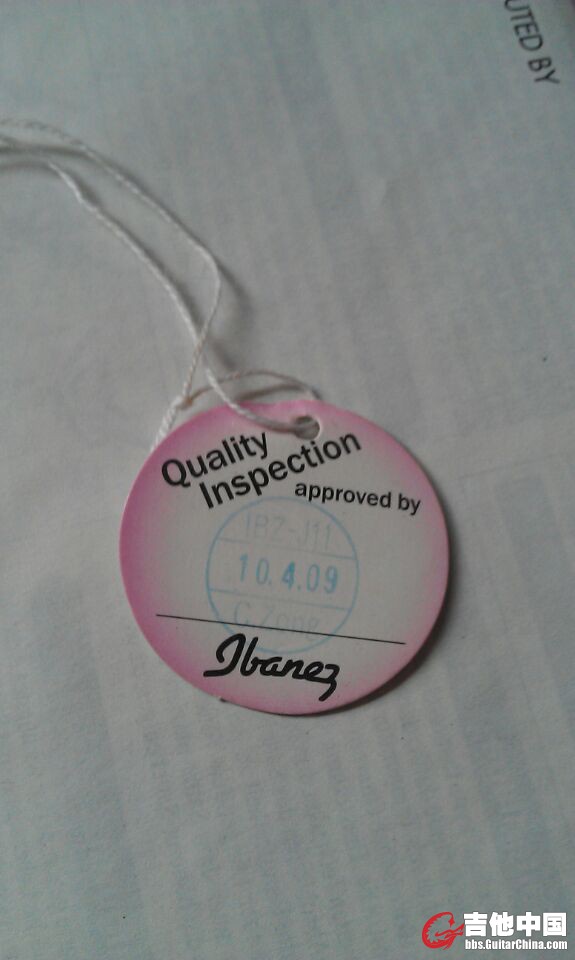 UTED BY
Quality
Inspection
approved by
IBZ-J11
10.4.09
C.Zong
Ibanez
吉他中国
bbs.GuitarChina.com